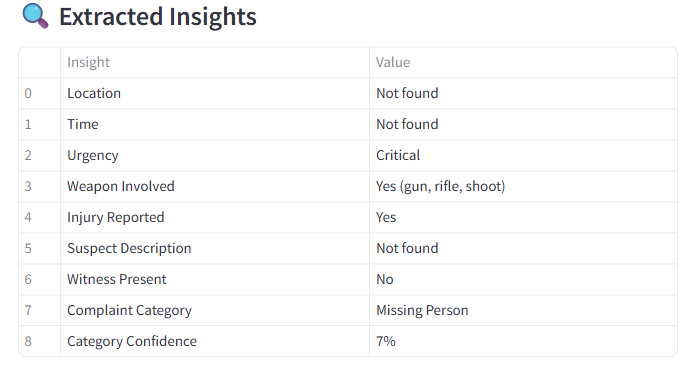 🔍 Extracted Insights
Insight Value
0 Location Not found
1 Time Not found
2 Urgency Critical
3 Weapon Involved Yes (gun, rifle, shoot)
4 Injury Reported Yes
5 Suspect Description Not found
6 Witness Present No
7 Complaint Category Missing Person
8 Category Confidence 7%